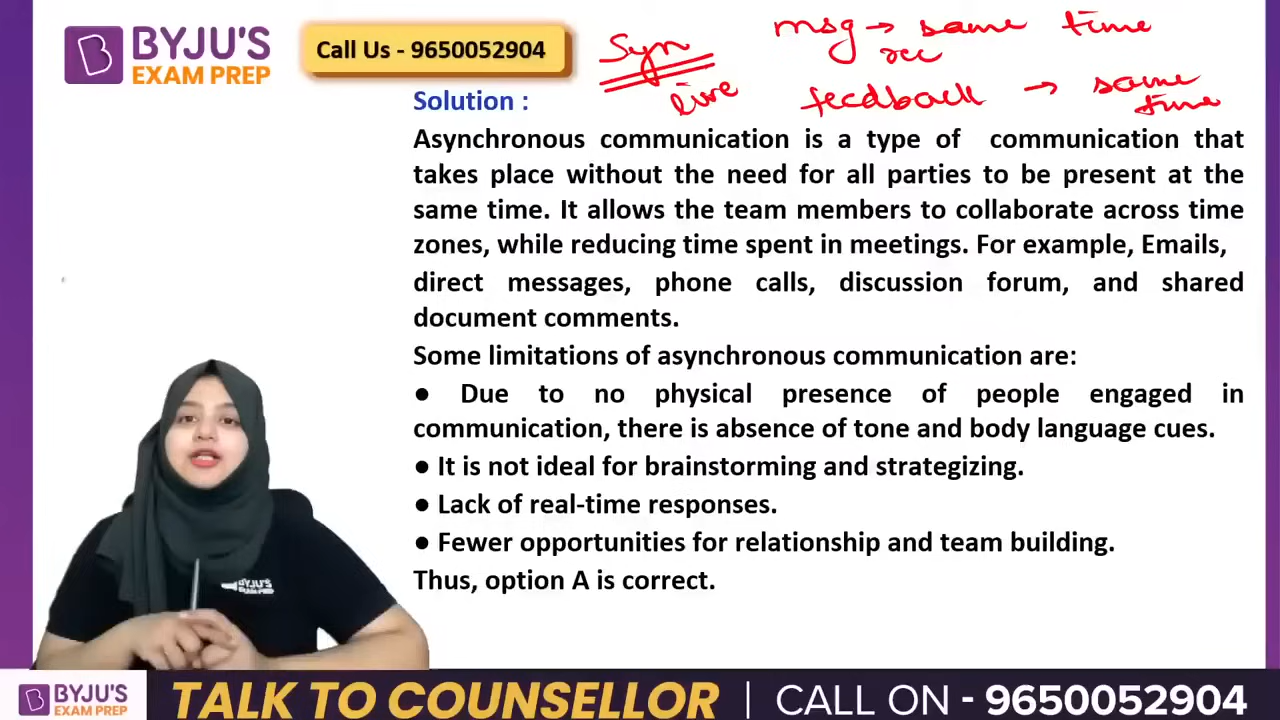 BYJU'S
EXAM PREP
Call Us - 9650052904
Syn
live
msg → same time
rec
feedback → same
time
Solution :
Asynchronous communication is a type of communication that
takes place without the need for all parties to be present at the
same time. It allows the team members to collaborate across time
zones, while reducing time spent in meetings. For example, Emails,
direct messages, phone calls, discussion forum, and shared
document comments.
Some limitations of asynchronous communication are:
● Due to no physical presence of people engaged in
communication, there is absence of tone and body language cues.
● It is not ideal for brainstorming and strategizing.
● Lack of real-time responses.
● Fewer opportunities for relationship and team building.
Thus, option A is correct.
BYJU'S
EXAM PREP
BYJU'S
EXAM PREP
TALK TO COUNSELLOR | CALL ON - 9650052904